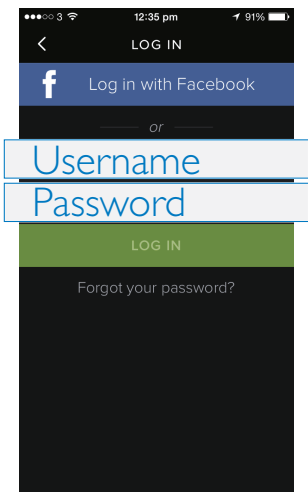 3 12:35 pm 91%
LOG IN
f Log in with Facebook
or
Username
Password
LOG IN
Forgot your password?